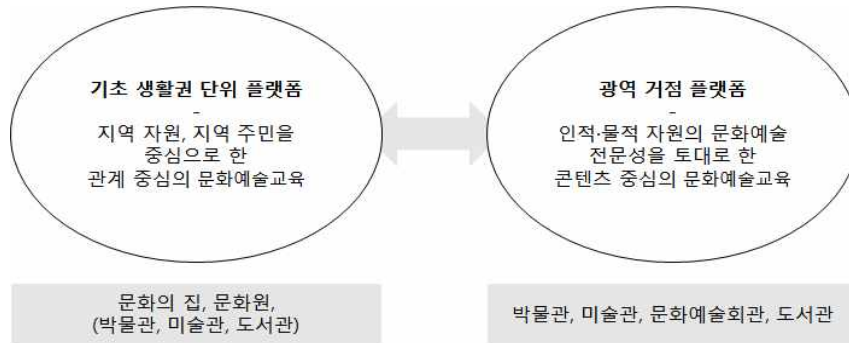 기초 생활권 단위 플랫폼
-
지역 자원, 지역 주민을
중심으로 한
관계 중심의 문화예술교육
광역 거점 플랫폼
-
인적·물적 자원의 문화예술
전문성을 토대로 한
콘텐츠 중심의 문화예술교육
문화의 집, 문화원,
(박물관, 미술관, 도서관)
박물관, 미술관, 문화예술회관, 도서관